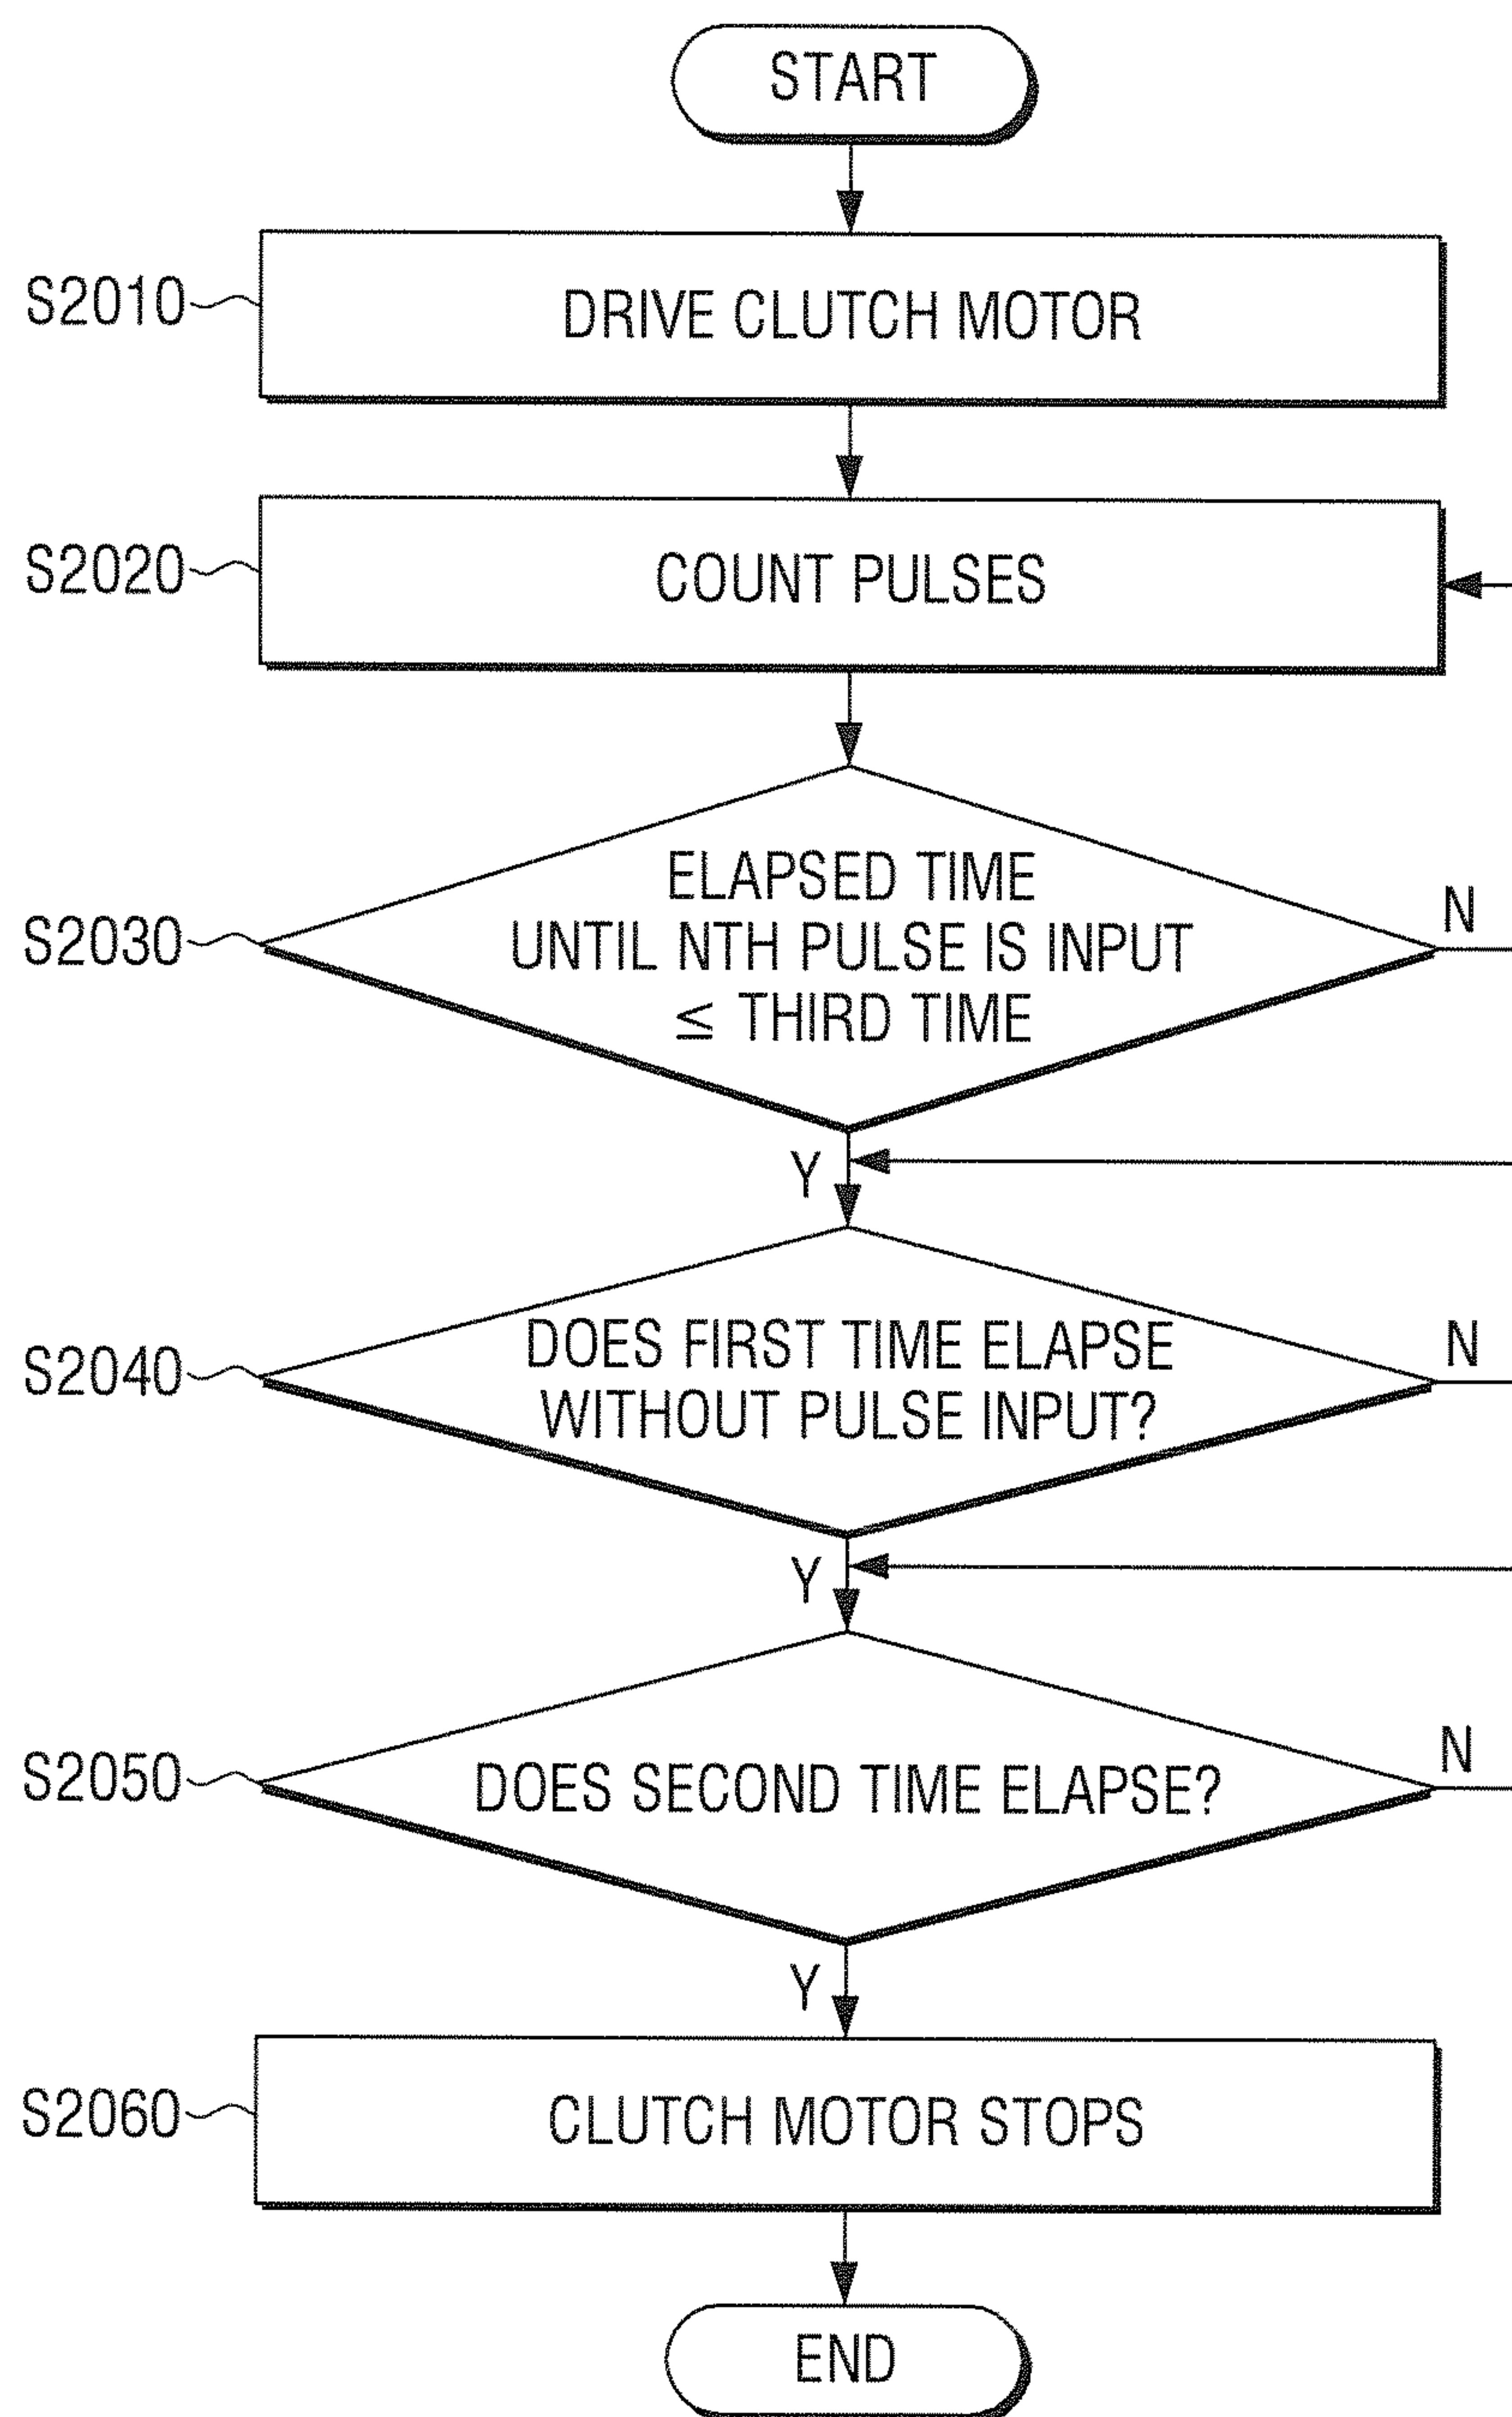 START
S2010
DRIVE CLUTCH MOTOR
S2020
COUNT PULSES
S2030
ELAPSED TIME
UNTIL NTH PULSE IS INPUT
≤ THIRD TIME
N
Y
S2040
DOES FIRST TIME ELAPSE
WITHOUT PULSE INPUT?
N
Y
S2050
DOES SECOND TIME ELAPSE?
N
Y
S2060
CLUTCH MOTOR STOPS
END